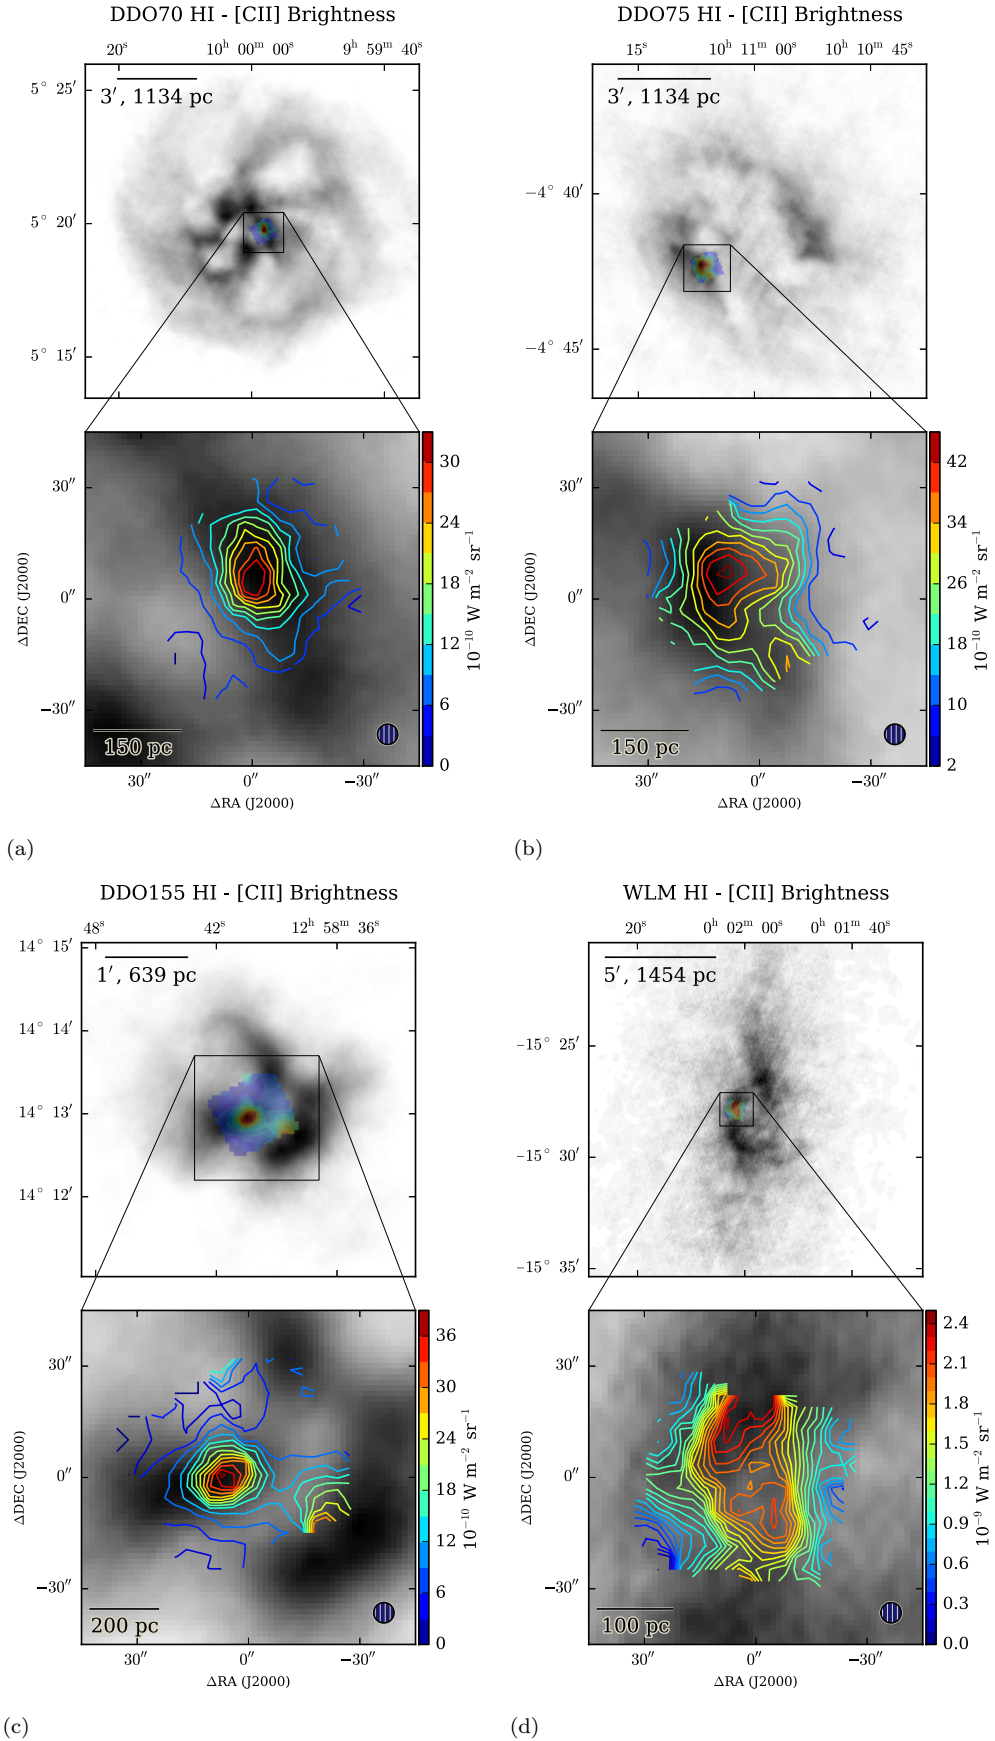 DDO70 HI - [CII] Brightness
20ˢ 10ʰ 00ᵐ 00ˢ 9ʰ 59ᵐ 40ˢ
3′, 1134 pc
5° 25′
5° 20′
5° 15′
30″
0″
−30″
ΔDEC (J2000)
150 pc
30″ 0″ −30″
ΔRA (J2000)
30
24
18
12
6
0
10⁻¹⁰ W m⁻² sr⁻¹
(a)
DDO75 HI - [CII] Brightness
15ˢ 10ʰ 11ᵐ 00ˢ 10ʰ 10ᵐ 45ˢ
3′, 1134 pc
−4° 40′
−4° 45′
30″
0″
−30″
ΔDEC (J2000)
150 pc
30″ 0″ −30″
ΔRA (J2000)
42
34
26
18
10
2
10⁻¹⁰ W m⁻² sr⁻¹
(b)
DDO155 HI - [CII] Brightness
48ˢ 42ˢ 12ʰ 58ᵐ 36ˢ
1′, 639 pc
14° 15′
14° 14′
14° 13′
14° 12′
30″
0″
−30″
ΔDEC (J2000)
200 pc
30″ 0″ −30″
ΔRA (J2000)
36
30
24
18
12
6
0
10⁻¹⁰ W m⁻² sr⁻¹
(c)
WLM HI - [CII] Brightness
20ˢ 0ʰ 02ᵐ 00ˢ 0ʰ 01ᵐ 40ˢ
5′, 1454 pc
−15° 25′
−15° 30′
−15° 35′
30″
0″
−30″
ΔDEC (J2000)
100 pc
30″ 0″ −30″
ΔRA (J2000)
2.4
2.1
1.8
1.5
1.2
0.9
0.6
0.3
0.0
10⁻⁹ W m⁻² sr⁻¹
(d)